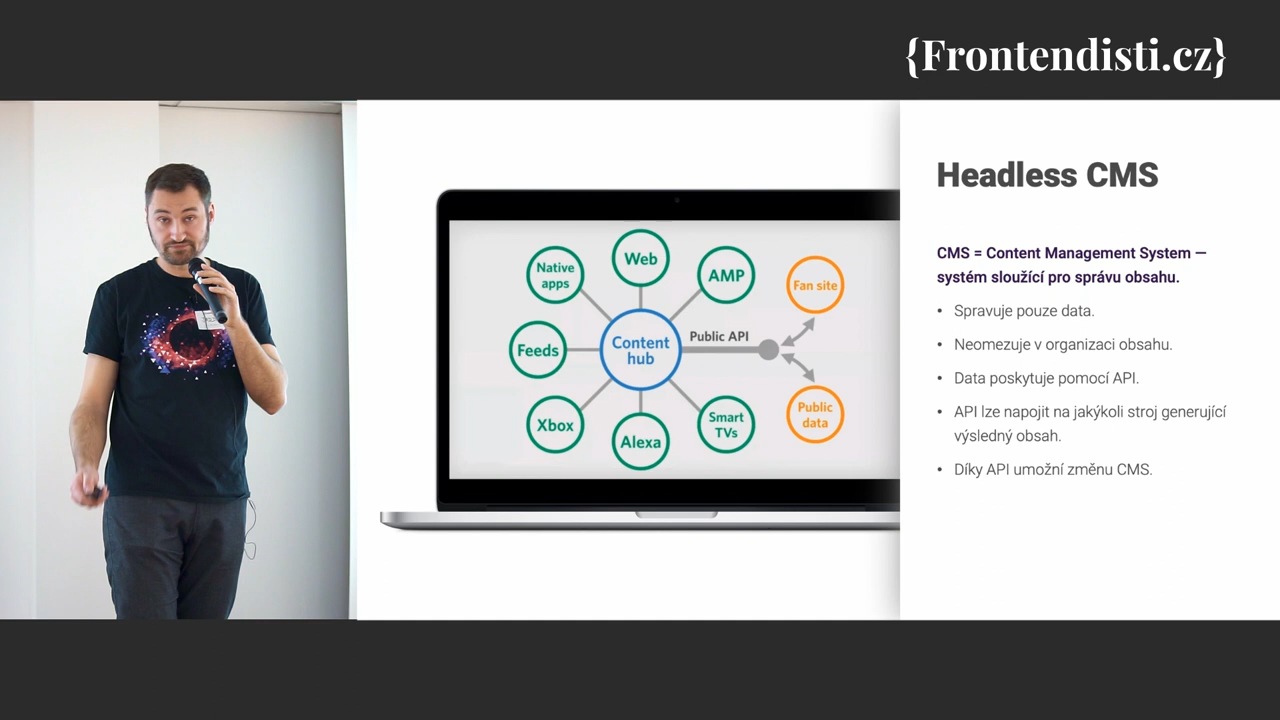 {Frontendisti.cz}
Native
apps
Web
AMP
Fan site
Feeds
Content
hub
Public API
Xbox
Alexa
Smart
TVs
Public
data
Headless CMS
CMS = Content Management System —
systém sloužící pro správu obsahu.
• Spravuje pouze data.
• Neomezuje v organizaci obsahu.
• Data poskytuje pomocí API.
• API lze napojit na jakýkoli stroj generující
výsledný obsah.
• Díky API umožní změnu CMS.